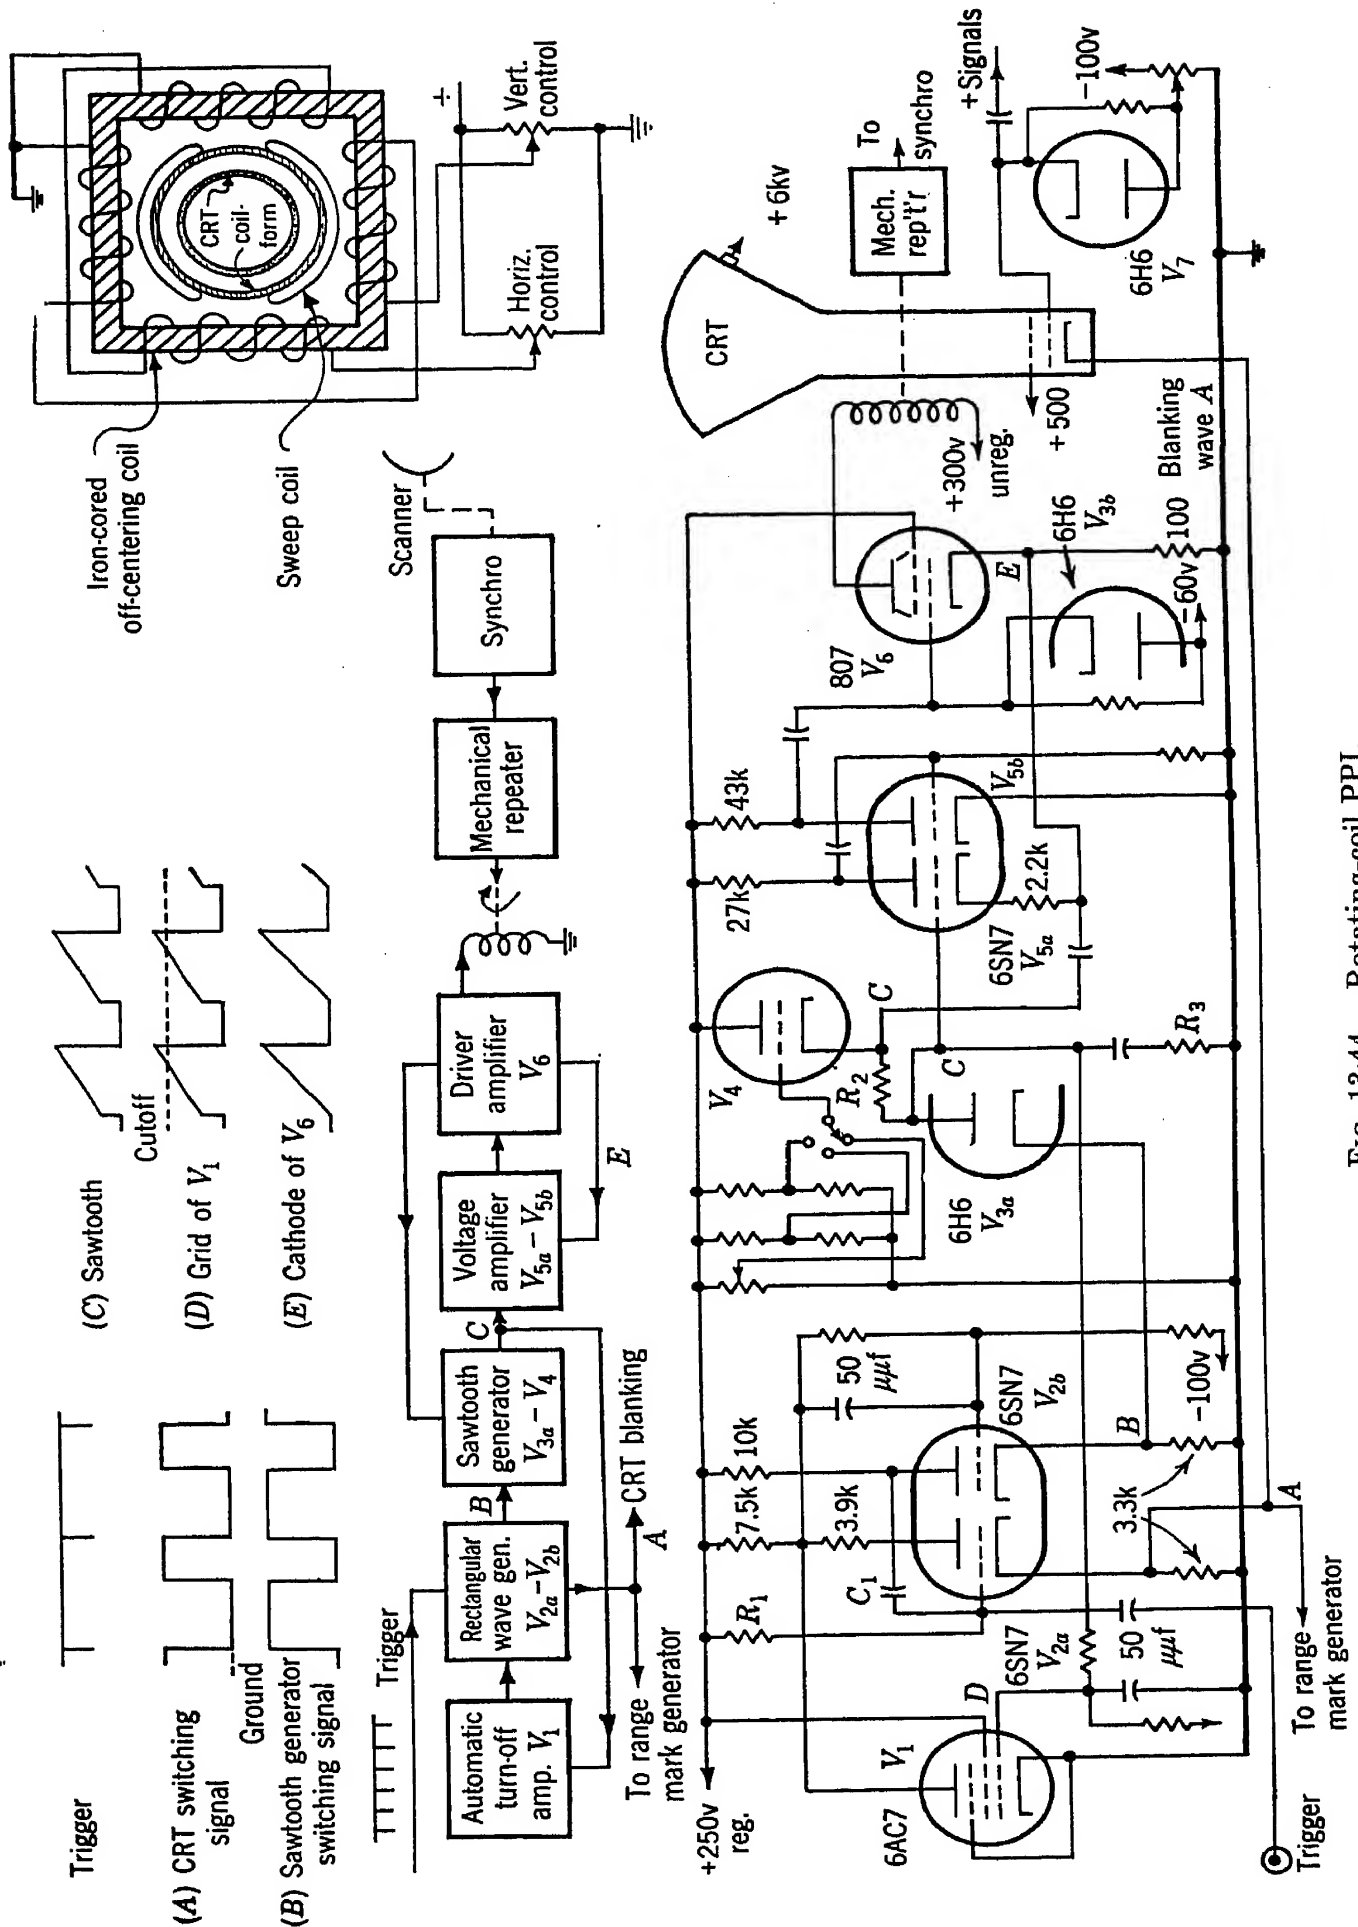 Trigger
(A) CRT switching
signal
Ground
(B) Sawtooth generator
switching signal
(C) Sawtooth
Cutoff
(D) Grid of V1
(E) Cathode of V6
Iron-cored
off-centering coil
CRT
coil-
form
Sweep coil
Horiz.
control
Vert.
control
Trigger
Automatic
turn-off
amp. V1
Rectangular
wave gen.
V2a-V2b
B
Sawtooth
generator
V3a-V4
C
Voltage
amplifier
V5a-V5b
Driver
amplifier
V6
E
Mechanical
repeater
Synchro
Scanner
To range
mark generator
A
CRT blanking
+250v
reg.
6AC7
V1
D
R1
C1
7.5k
10k
3.9k
50
μμf
6SN7
V2a
6SN7
V2b
50
μμf
B
3.3k
-100v
A
To range
mark generator
Trigger
V4
R2
C
C
6H6
V3a
R3
27k
43k
6SN7
V5a
V5b
2.2k
807
V6
E
6H6
V3b
-60v
100
+300v
unreg.
CRT
+6kv
+500
Blanking
wave A
Mech.
rep't'r
To
synchro
+Signals
6H6
V7
-100v
FIG. 13·44. Rotating-coil PPI.